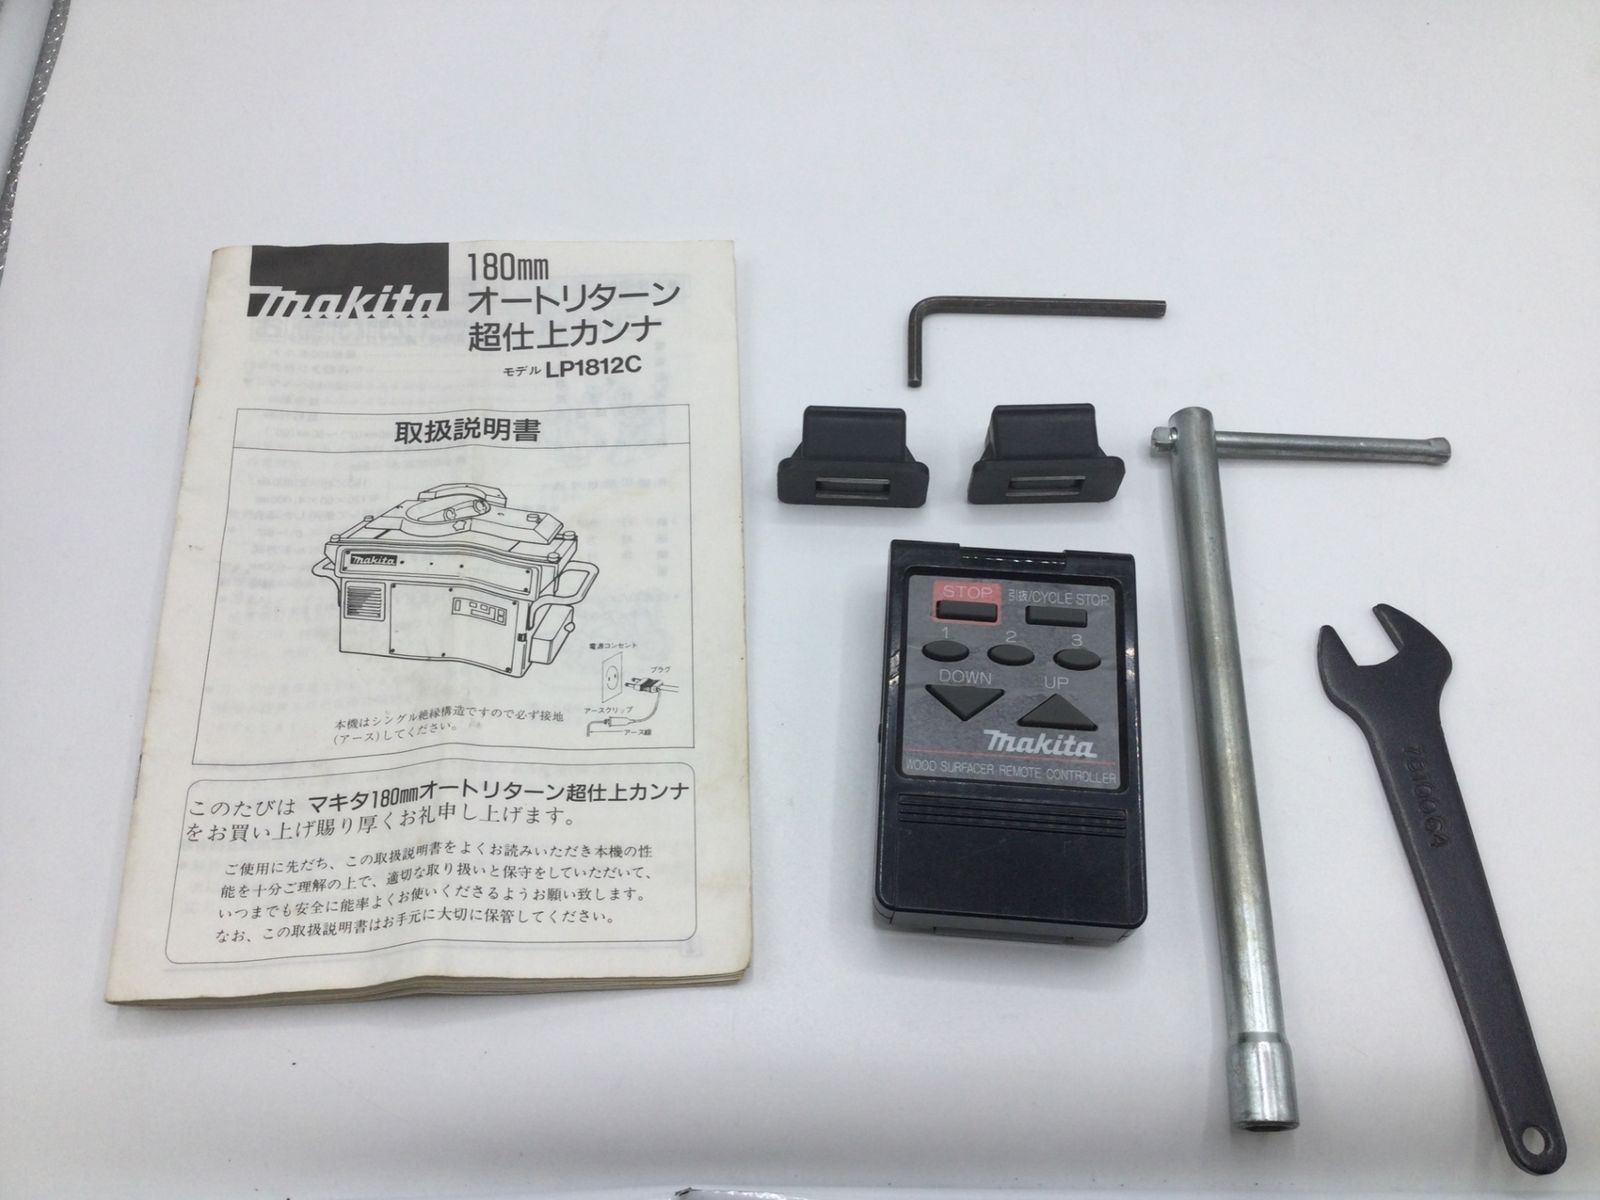 makita
180mm
オートリターン
超仕上カンナ
モデル LP1812C
取扱説明書
makita
電源コンセント
プラグ
アースクリップ
アース線
本機はシングル絶縁構造ですので必ず接地
(アース)してください。
このたびは マキタ180mmオートリターン超仕上カンナ
をお買い上げ賜り厚くお礼申し上げます。
ご使用に先だち、この取扱説明書をよくお読みいただき本機の性
能を十分ご理解の上で、適切な取り扱いと保守をしていただいて、
いつまでも安全に能率よくお使いくださるようお願い致します。
なお、この取扱説明書はお手元に大切に保管してください。
STOP 引抜/CYCLE STOP
1 2 3
DOWN UP
makita
WOOD SURFACER REMOTE CONTROLLER